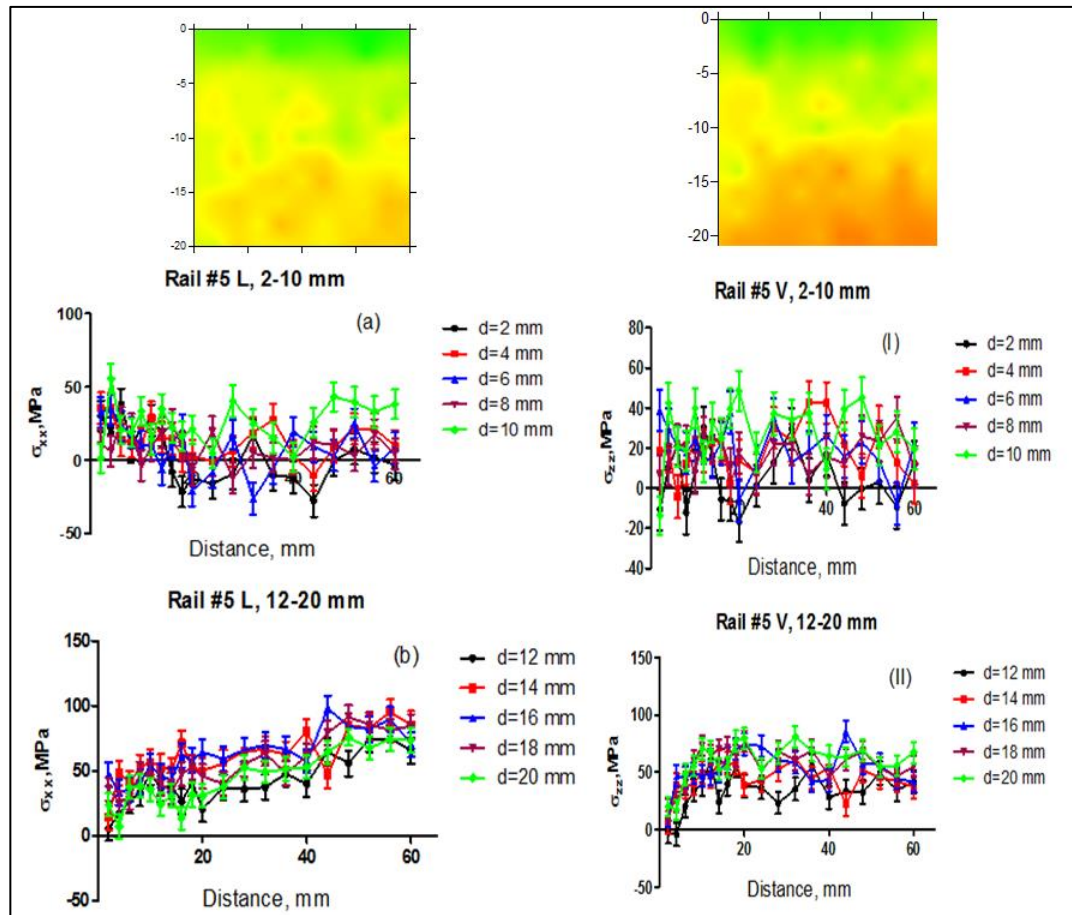 0
-5
-10
-15
-20
0
-5
-10
-15
-20
Rail #5 L, 2-10 mm
100
50
0
-50
σxx,MPa
(a)
d=2 mm
d=4 mm
d=6 mm
d=8 mm
d=10 mm
60
Distance, mm
Rail #5 V, 2-10 mm
80
60
40
20
0
-20
-40
σzz,MPa
(I)
d=2 mm
d=4 mm
d=6 mm
d=8 mm
d=10 mm
40
60
Distance, mm
Rail #5 L, 12-20 mm
150
100
50
0
-50
σxx,MPa
(b)
d=12 mm
d=14 mm
d=16 mm
d=18 mm
d=20 mm
20
40
60
Distance, mm
Rail #5 V, 12-20 mm
150
100
50
0
-50
σzz,MPa
(II)
d=12 mm
d=14 mm
d=16 mm
d=18 mm
d=20 mm
20
40
60
Distance, mm